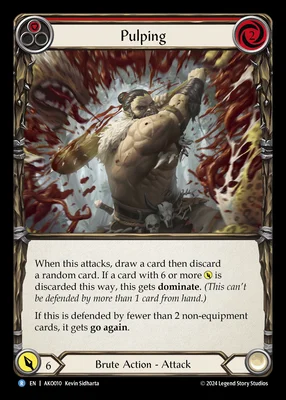 Pulping
When this attacks, draw a card then discard
a random card. If a card with 6 or more is
discarded this way, this gets dominate. (This can't
be defended by more than 1 card from hand.)
If this is defended by fewer than 2 non-equipment
cards, it gets go again.
6
Brute Action - Attack
C EN | AKO010 Kevin Sidharta
©2024 Legend Story Studios